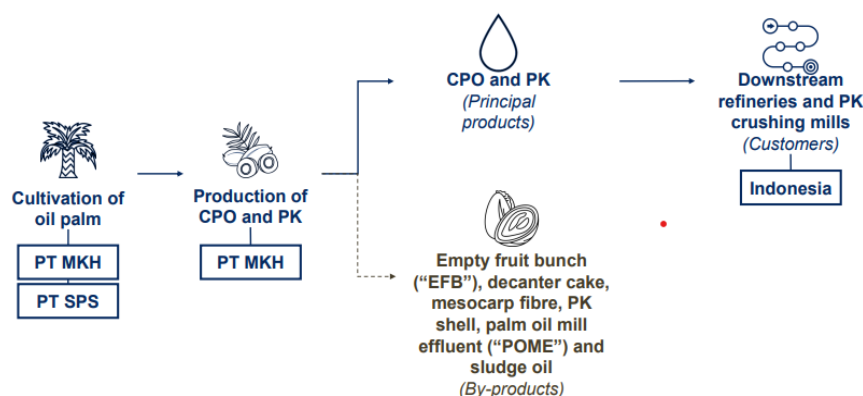 Cultivation of
oil palm
PT MKH
PT SPS
Production of
CPO and PK
PT MKH
CPO and PK
(Principal
products)
Empty fruit bunch
(“EFB”), decanter cake,
mesocarp fibre, PK
shell, palm oil mill
effluent (“POME”) and
sludge oil
(By-products)
Downstream
refineries and PK
crushing mills
(Customers)
Indonesia